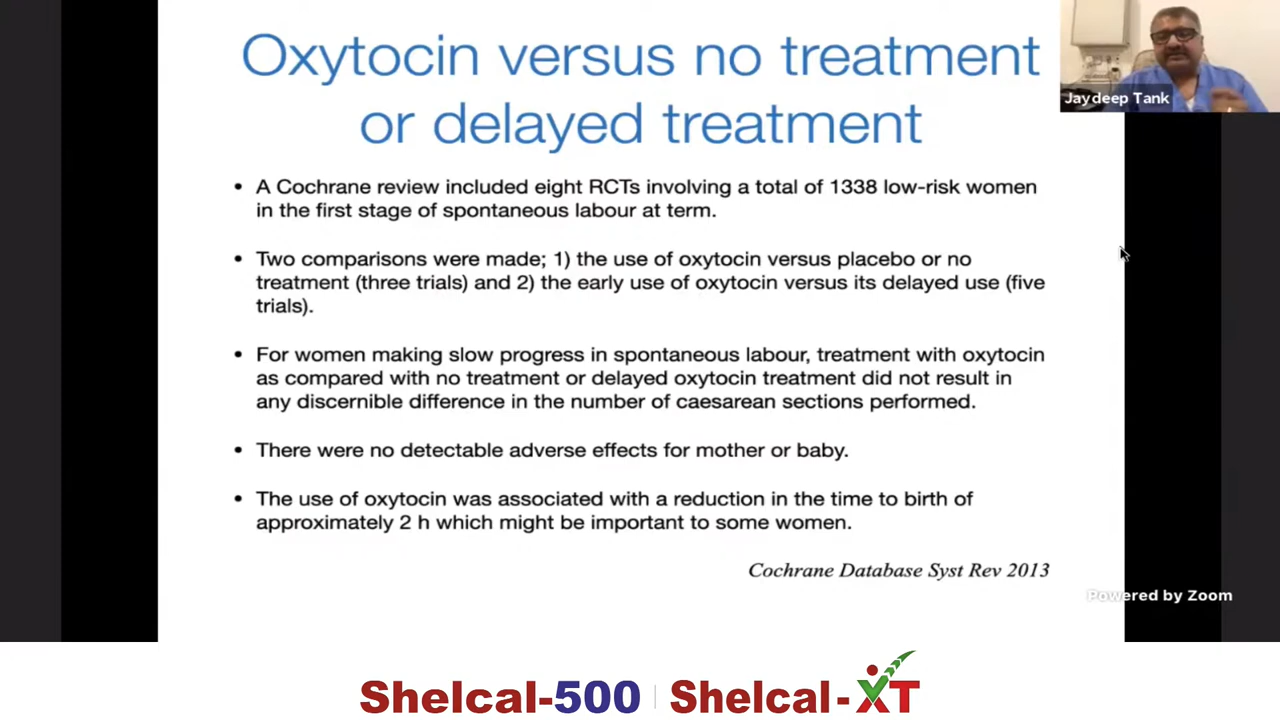 Oxytocin versus no treatment
or delayed treatment
Jaydeep Tank
• A Cochrane review included eight RCTs involving a total of 1338 low-risk women
in the first stage of spontaneous labour at term.
• Two comparisons were made; 1) the use of oxytocin versus placebo or no
treatment (three trials) and 2) the early use of oxytocin versus its delayed use (five
trials).
• For women making slow progress in spontaneous labour, treatment with oxytocin
as compared with no treatment or delayed oxytocin treatment did not result in
any discernible difference in the number of caesarean sections performed.
• There were no detectable adverse effects for mother or baby.
• The use of oxytocin was associated with a reduction in the time to birth of
approximately 2 h which might be important to some women.
Cochrane Database Syst Rev 2013
Powered by Zoom
Shelcal-500 Shelcal-XT